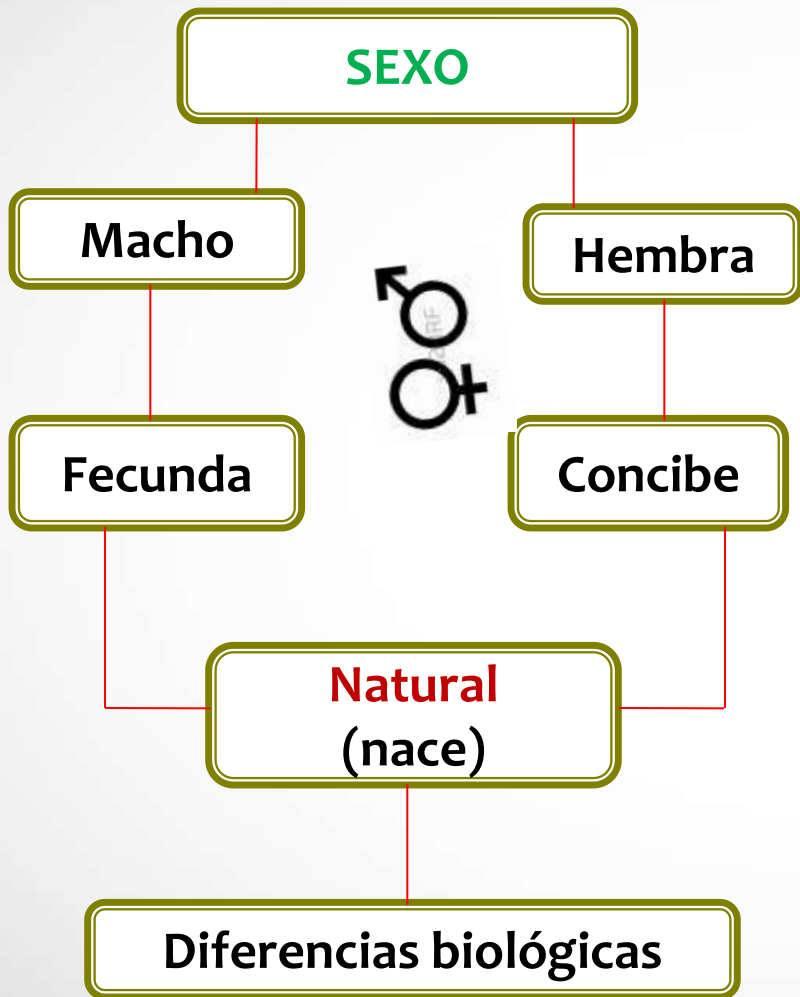 SEXO
Macho
Hembra
Fecunda
Concibe
Natural
(nace)
Diferencias biológicas